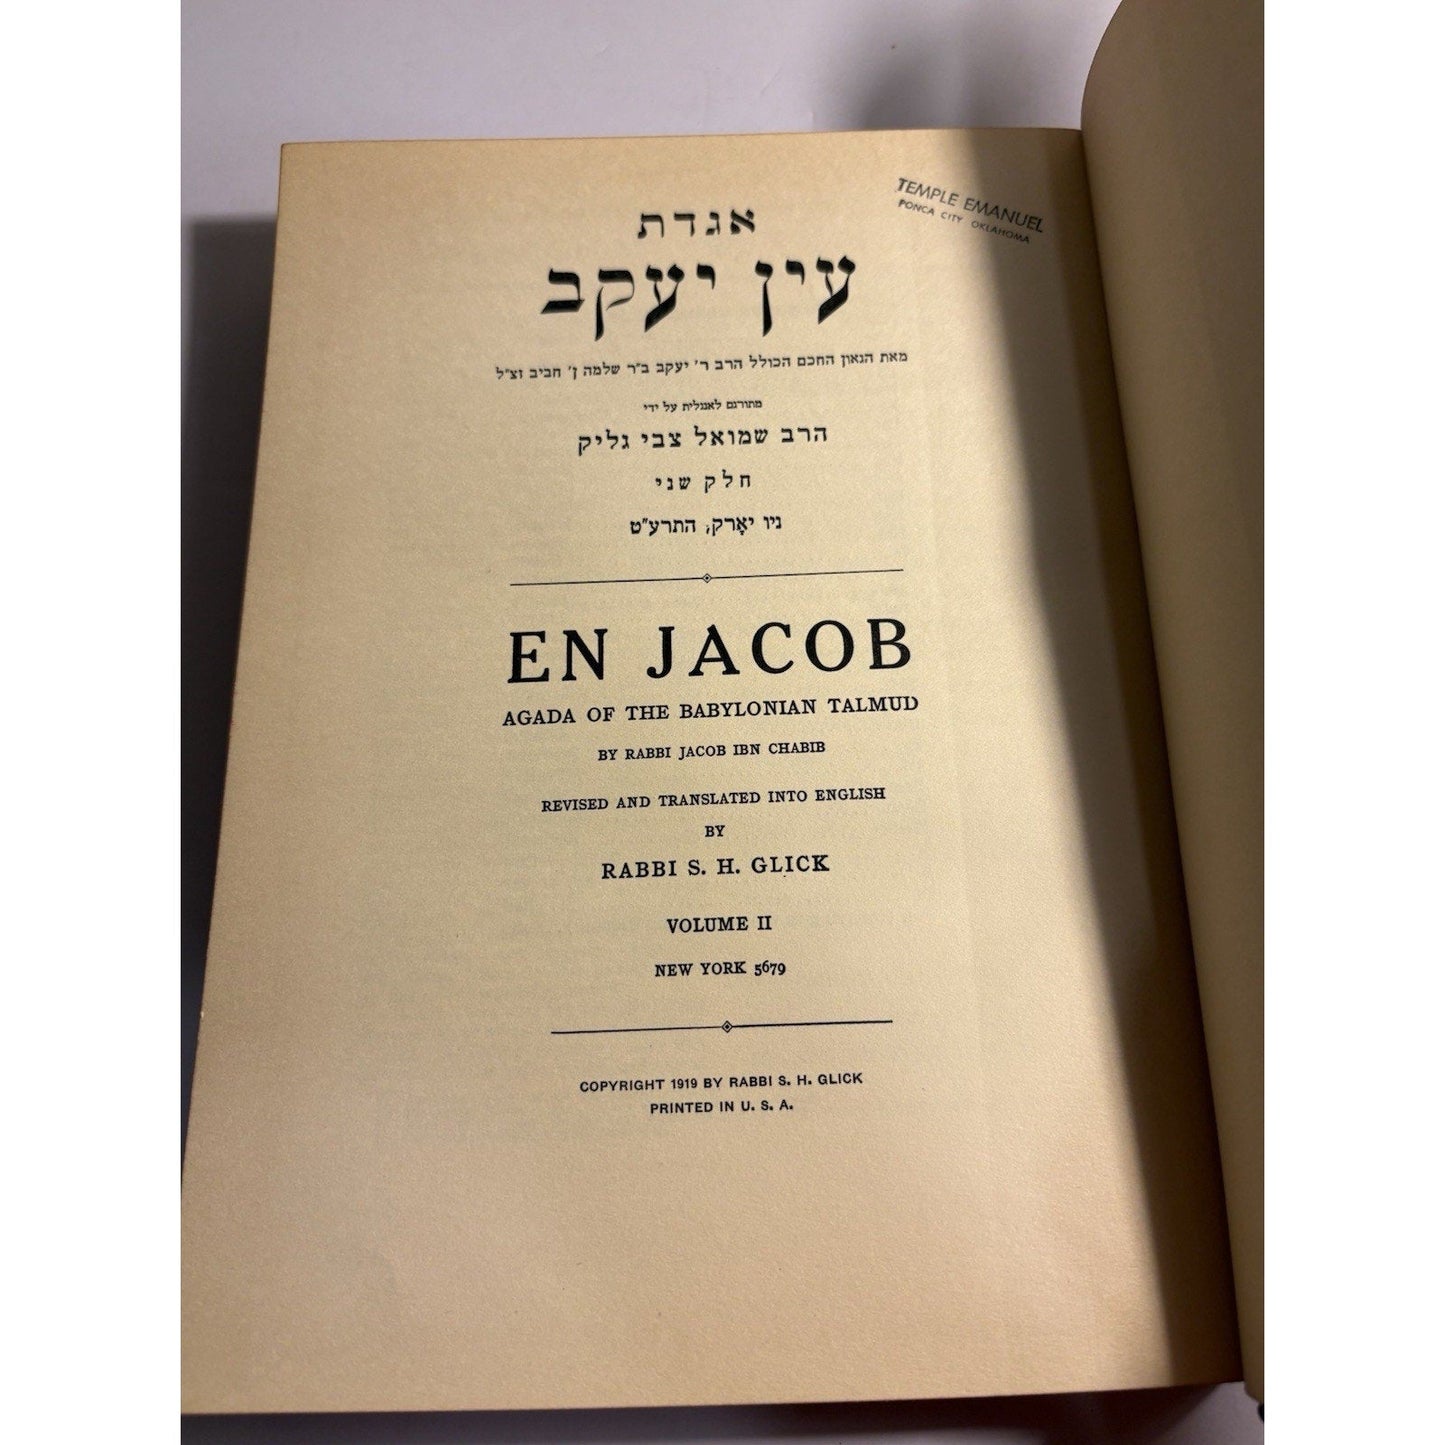 TEMPLE EMANUEL
PONCA CITY OKLAHOMA
אגדת
עין יעקב
מאת הגאון החכם הכולל הרב ר' יעקב ב"ר שלמה ן' חביב זצ"ל
מתורגם לאנגלית על ידי
הרב שמואל צבי גליק
חלק שני
ניו יאָרק, התרע"ט
EN JACOB
AGADA OF THE BABYLONIAN TALMUD
BY RABBI JACOB IBN CHABIB
REVISED AND TRANSLATED INTO ENGLISH
BY
RABBI S. H. GLICK
VOLUME II
NEW YORK 5679
COPYRIGHT 1919 BY RABBI S. H. GLICK
PRINTED IN U. S. A.